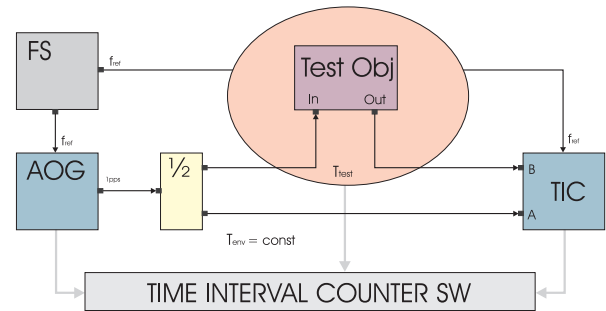 FS
fref
Test Obj
In Out
fref
fref
AOG
1pps
1/2
Ttest
B
A
TIC
Tenv = const
TIME INTERVAL COUNTER SW